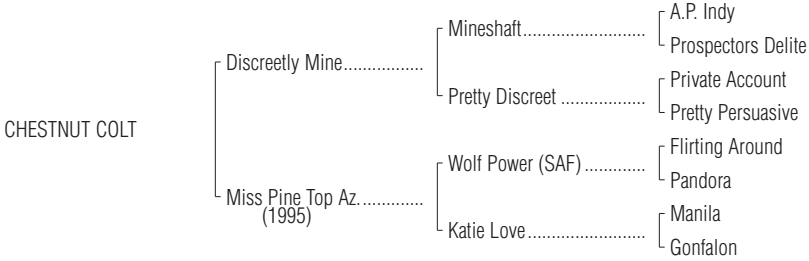 CHESTNUT COLT
Discreetly Mine................
Miss Pine Top Az.............
(1995)
Mineshaft..........................
Pretty Discreet ..................
Wolf Power (SAF) .............
Katie Love.........................
A.P. Indy
Prospectors Delite
Private Account
Pretty Persuasive
Flirting Around
Pandora
Manila
Gonfalon